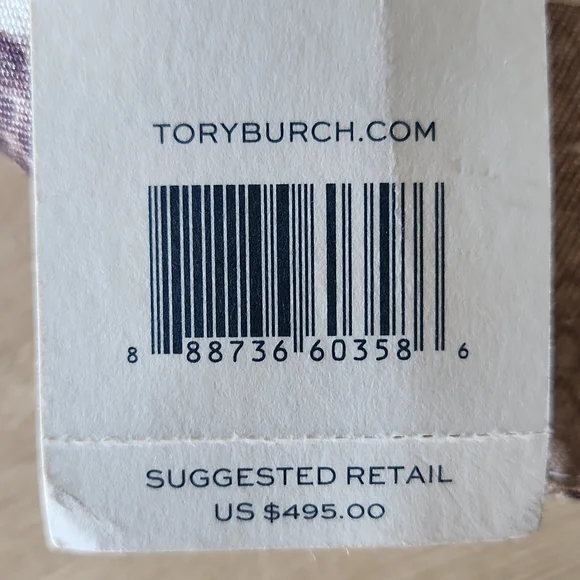 TORYBURCH.COM
8 88736 60358 6
SUGGESTED RETAIL
US $495.00